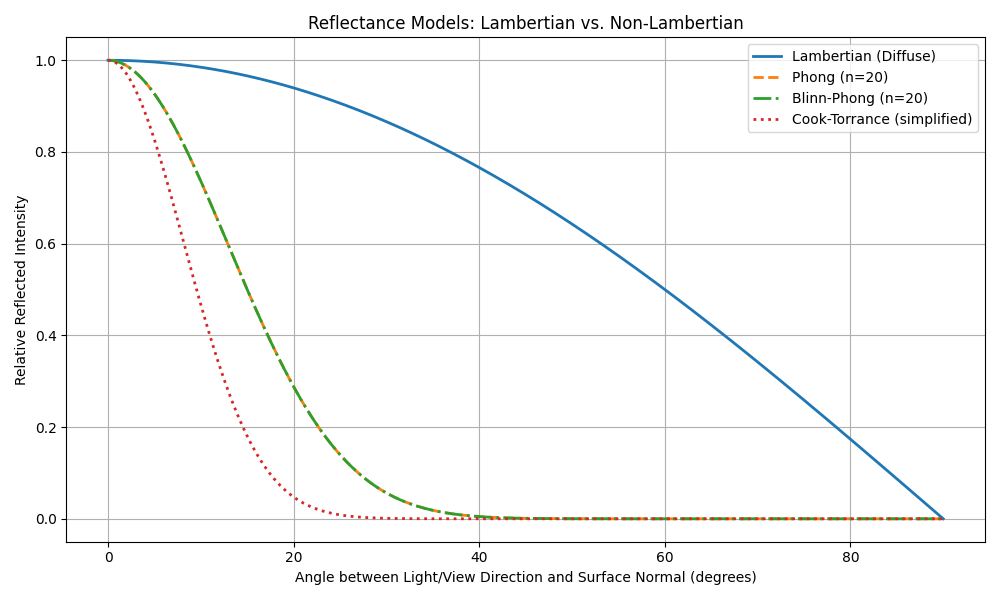 Reflectance Models: Lambertian vs. Non-Lambertian
Lambertian (Diffuse)
Phong (n=20)
Blinn-Phong (n=20)
Cook-Torrance (simplified)
Relative Reflected Intensity
1.0
0.8
0.6
0.4
0.2
0.0
0 20 40 60 80
Angle between Light/View Direction and Surface Normal (degrees)